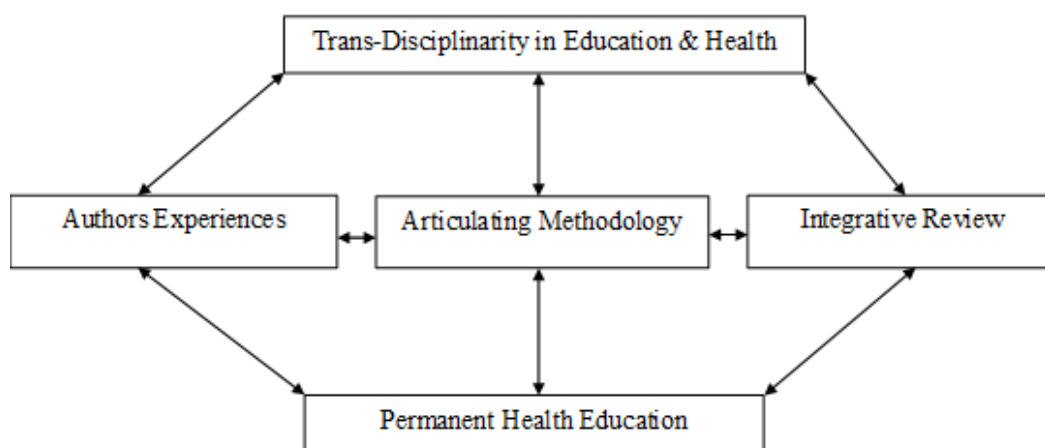 Trans-Disciplinarity in Education & Health
Authors Experiences
Articulating Methodology
Integrative Review
Permanent Health Education